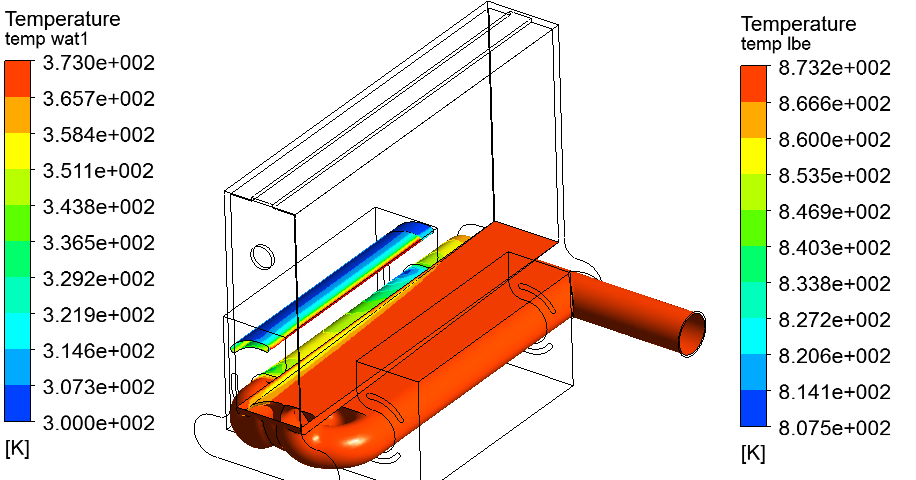 Temperature
temp wat1
3.730e+002
3.657e+002
3.584e+002
3.511e+002
3.438e+002
3.365e+002
3.292e+002
3.219e+002
3.146e+002
3.073e+002
3.000e+002
[K]
Temperature
temp lbe
8.732e+002
8.666e+002
8.600e+002
8.535e+002
8.469e+002
8.403e+002
8.338e+002
8.272e+002
8.206e+002
8.141e+002
8.075e+002
[K]